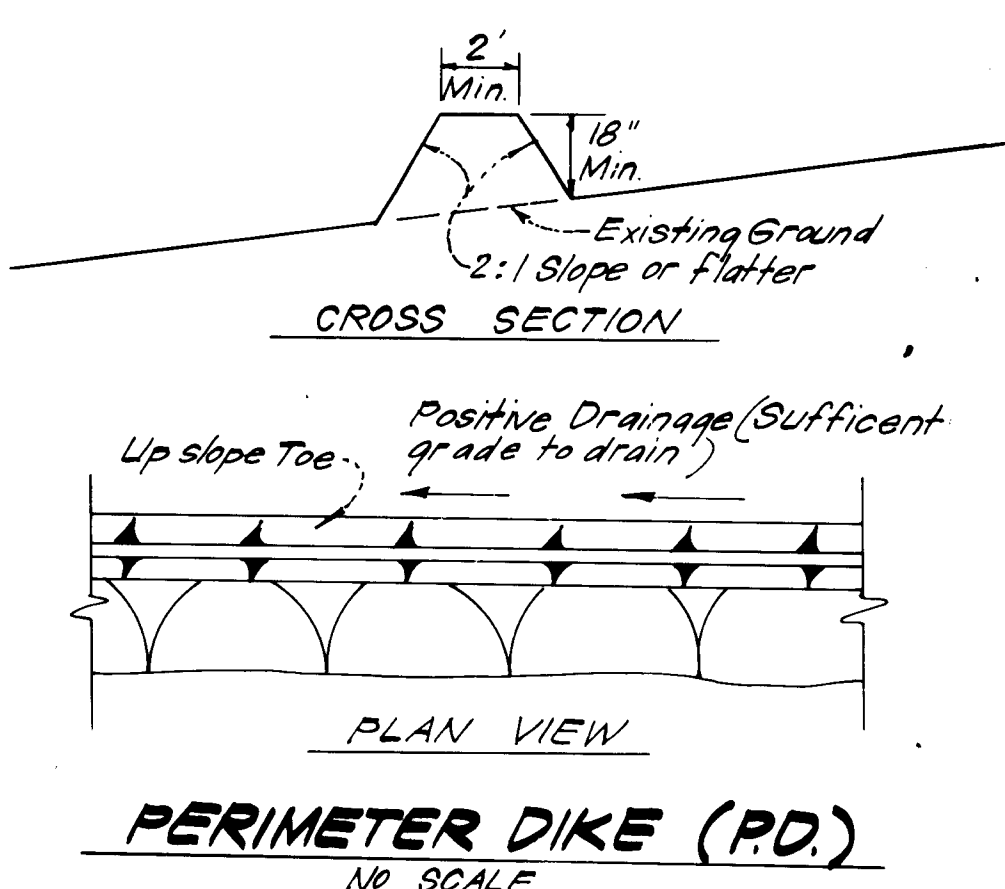 2'
Min.
18"
Min.
Existing Ground
2:1 Slope or flatter
CROSS SECTION
Positive Drainage (Sufficent
grade to drain)
Up slope Toe
PLAN VIEW
PERIMETER DIKE (P.D.)
NO SCALE